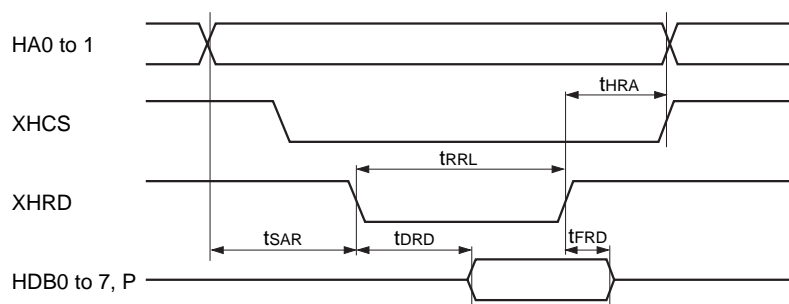 HA0 to 1
tHRA
XHCS
tRRL
XHRD
tSAR
tDRD
tFRD
HDB0 to 7, P